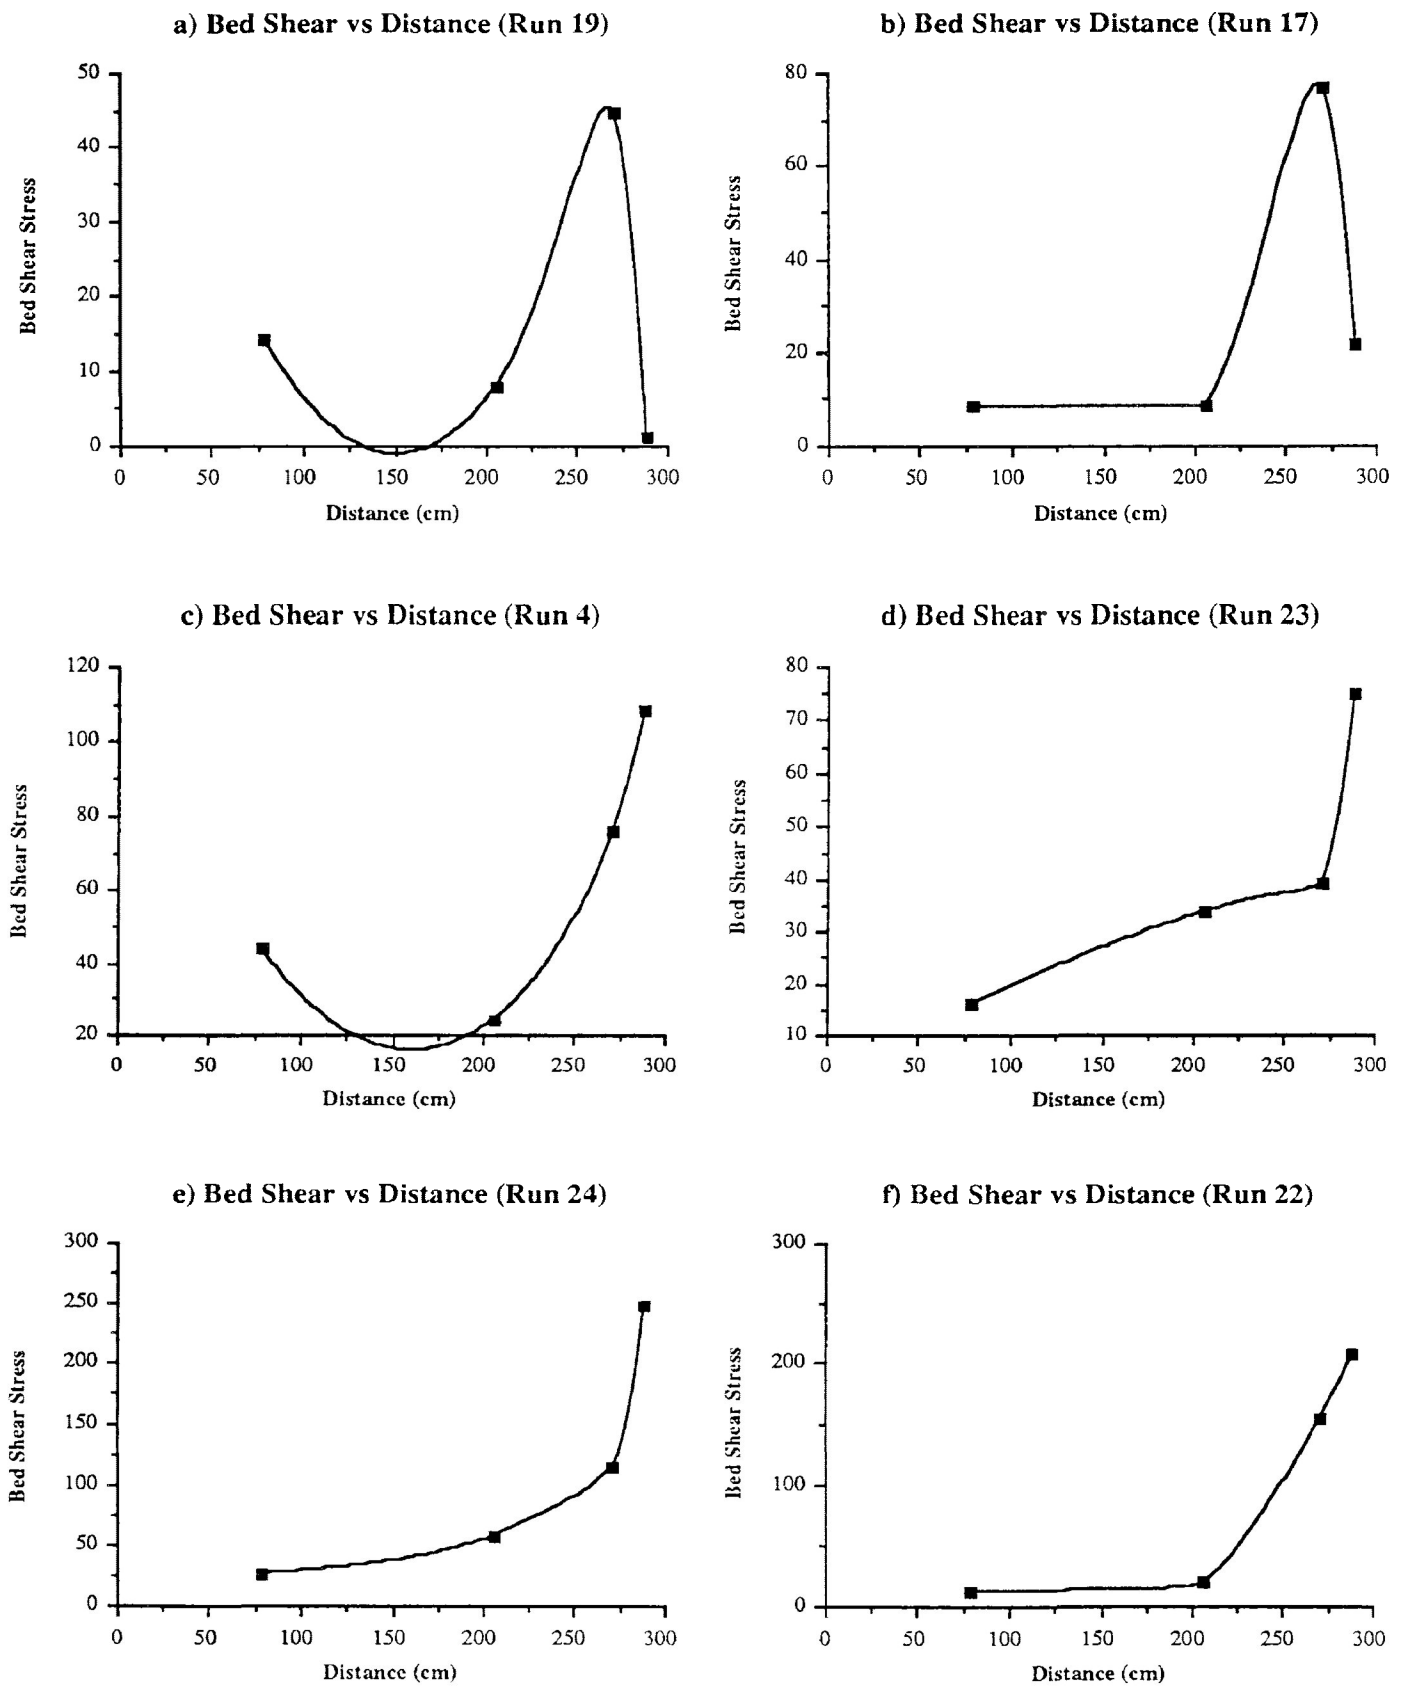 a) Bed Shear vs Distance (Run 19)
50
40
30
20
10
0
Bed Shear Stress
0 50 100 150 200 250 300
Distance (cm)
b) Bed Shear vs Distance (Run 17)
80
60
40
20
0
Bed Shear Stress
0 50 100 150 200 250 300
Distance (cm)
c) Bed Shear vs Distance (Run 4)
120
100
80
60
40
20
Bed Shear Stress
0 50 100 150 200 250 300
Distance (cm)
d) Bed Shear vs Distance (Run 23)
80
70
60
50
40
30
20
10
Bed Shear Stress
0 50 100 150 200 250 300
Distance (cm)
e) Bed Shear vs Distance (Run 24)
300
250
200
150
100
50
0
Bed Shear Stress
0 50 100 150 200 250 300
Distance (cm)
f) Bed Shear vs Distance (Run 22)
300
200
100
0
Bed Shear Stress
0 50 100 150 200 250 300
Distance (cm)